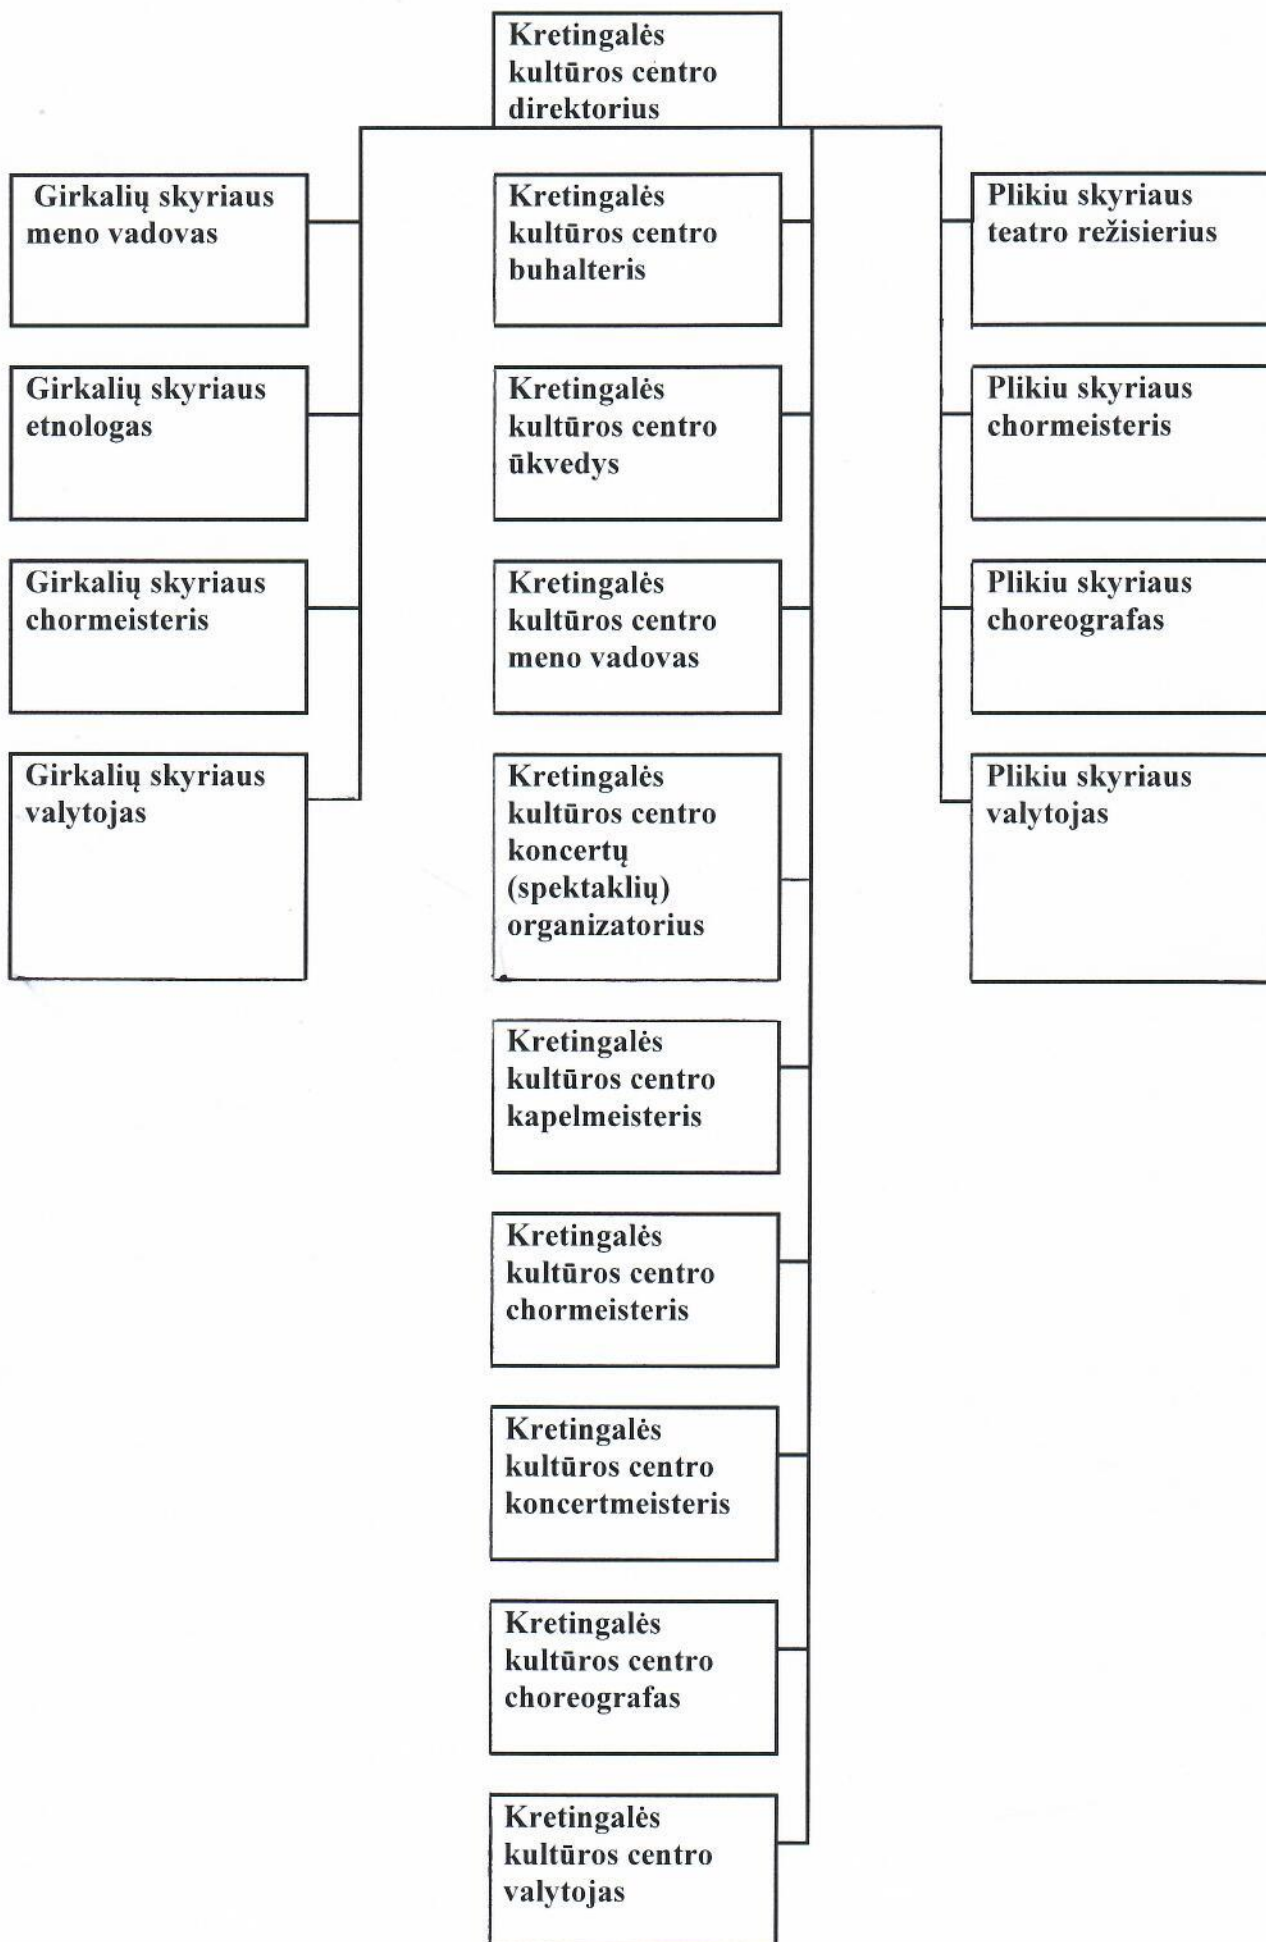 Kretingalės
kultūros centro
direktorius
Girkalių skyriaus
meno vadovas
Girkalių skyriaus
etnologas
Girkalių skyriaus
chormeisteris
Girkalių skyriaus
valytojas
Kretingalės
kultūros centro
buhalteris
Kretingalės
kultūros centro
ūkvedys
Kretingalės
kultūros centro
meno vadovas
Kretingalės
kultūros centro
koncertų
(spektaklių)
organizatorius
Kretingalės
kultūros centro
kapelmeisteris
Kretingalės
kultūros centro
chormeisteris
Kretingalės
kultūros centro
koncertmeisteris
Kretingalės
kultūros centro
choreografas
Kretingalės
kultūros centro
valytojas
Plikiu skyriaus
teatro režisierius
Plikiu skyriaus
chormeisteris
Plikiu skyriaus
choreografas
Plikiu skyriaus
valytojas